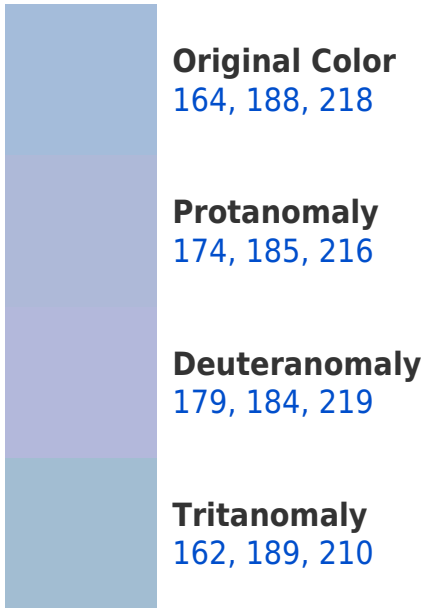 Original Color
164, 188, 218
Protanomaly
174, 185, 216
Deuteranomaly
179, 184, 219
Tritanomaly
162, 189, 210